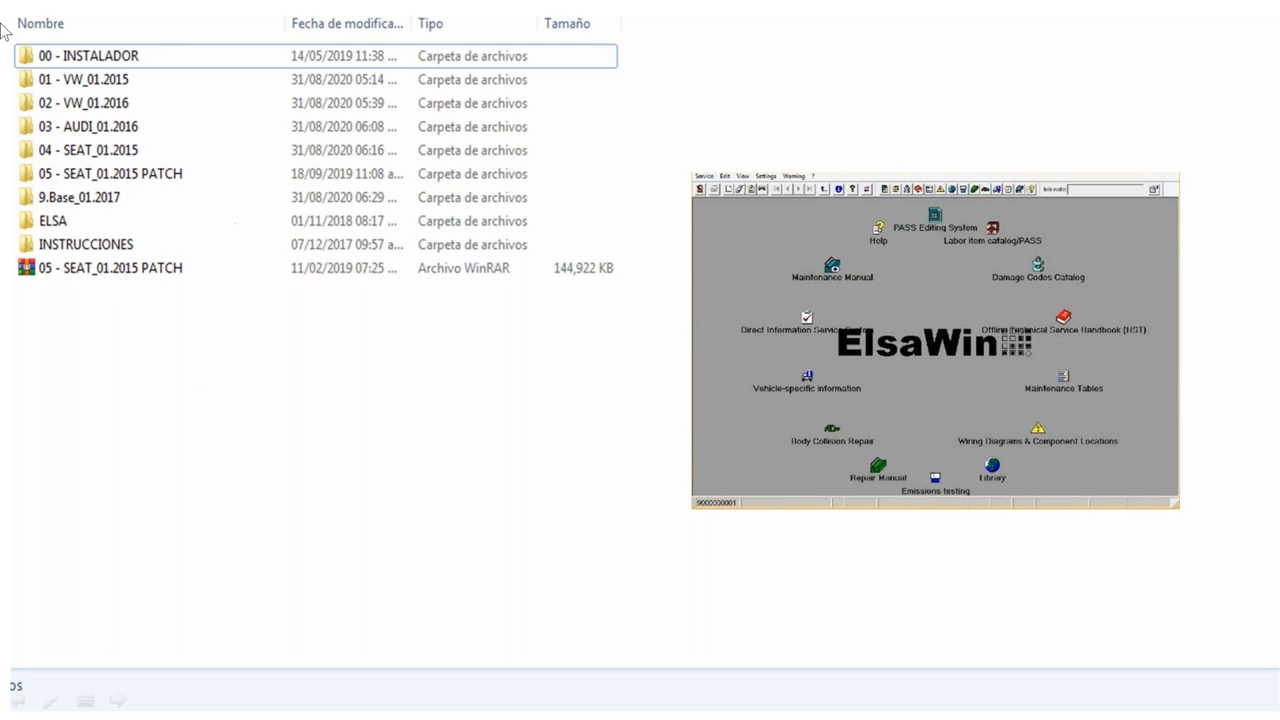 Nombre Fecha de modifica... Tipo Tamaño
00 - INSTALADOR 14/05/2019 11:38 ... Carpeta de archivos
01 - VW_01.2015 31/08/2020 05:14 ... Carpeta de archivos
02 - VW_01.2016 31/08/2020 05:39 ... Carpeta de archivos
03 - AUDI_01.2016 31/08/2020 06:08 ... Carpeta de archivos
04 - SEAT_01.2015 31/08/2020 06:16 ... Carpeta de archivos
05 - SEAT_01.2015 PATCH 18/09/2019 11:08 a... Carpeta de archivos
9.Base_01.2017 31/08/2020 06:29 ... Carpeta de archivos
ELSA 01/11/2018 08:17 ... Carpeta de archivos
INSTRUCCIONES 07/12/2017 09:57 a... Carpeta de archivos
05 - SEAT_01.2015 PATCH 11/02/2019 07:25 ... Archivo WinRAR 144,922 KB
Service Edit View Settings Warning ?
Job note:
PASS Editing System
Help Labor item catalog/PASS
Maintenance Manual Damage Codes Catalog
Direct Information Service Offline Technical Service Handbook (HST)
ElsaWin
Vehicle-specific information Maintenance Tables
Body Collision Repair Wiring Diagrams & Component Locations
Repair Manual Library
Emissions testing
9000000001
os